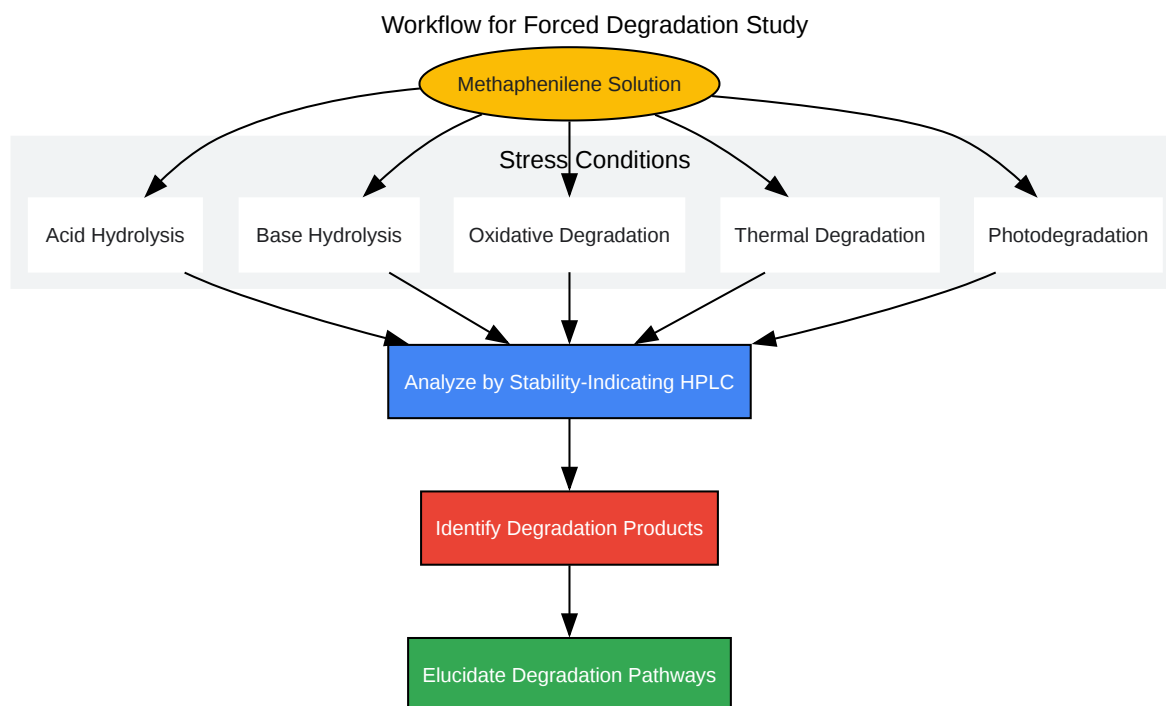 Workflow for Forced Degradation Study
Methaphenilene Solution
Stress Conditions
Acid Hydrolysis
Base Hydrolysis
Oxidative Degradation
Thermal Degradation
Photodegradation
Analyze by Stability-Indicating HPLC
Identify Degradation Products
Elucidate Degradation Pathways